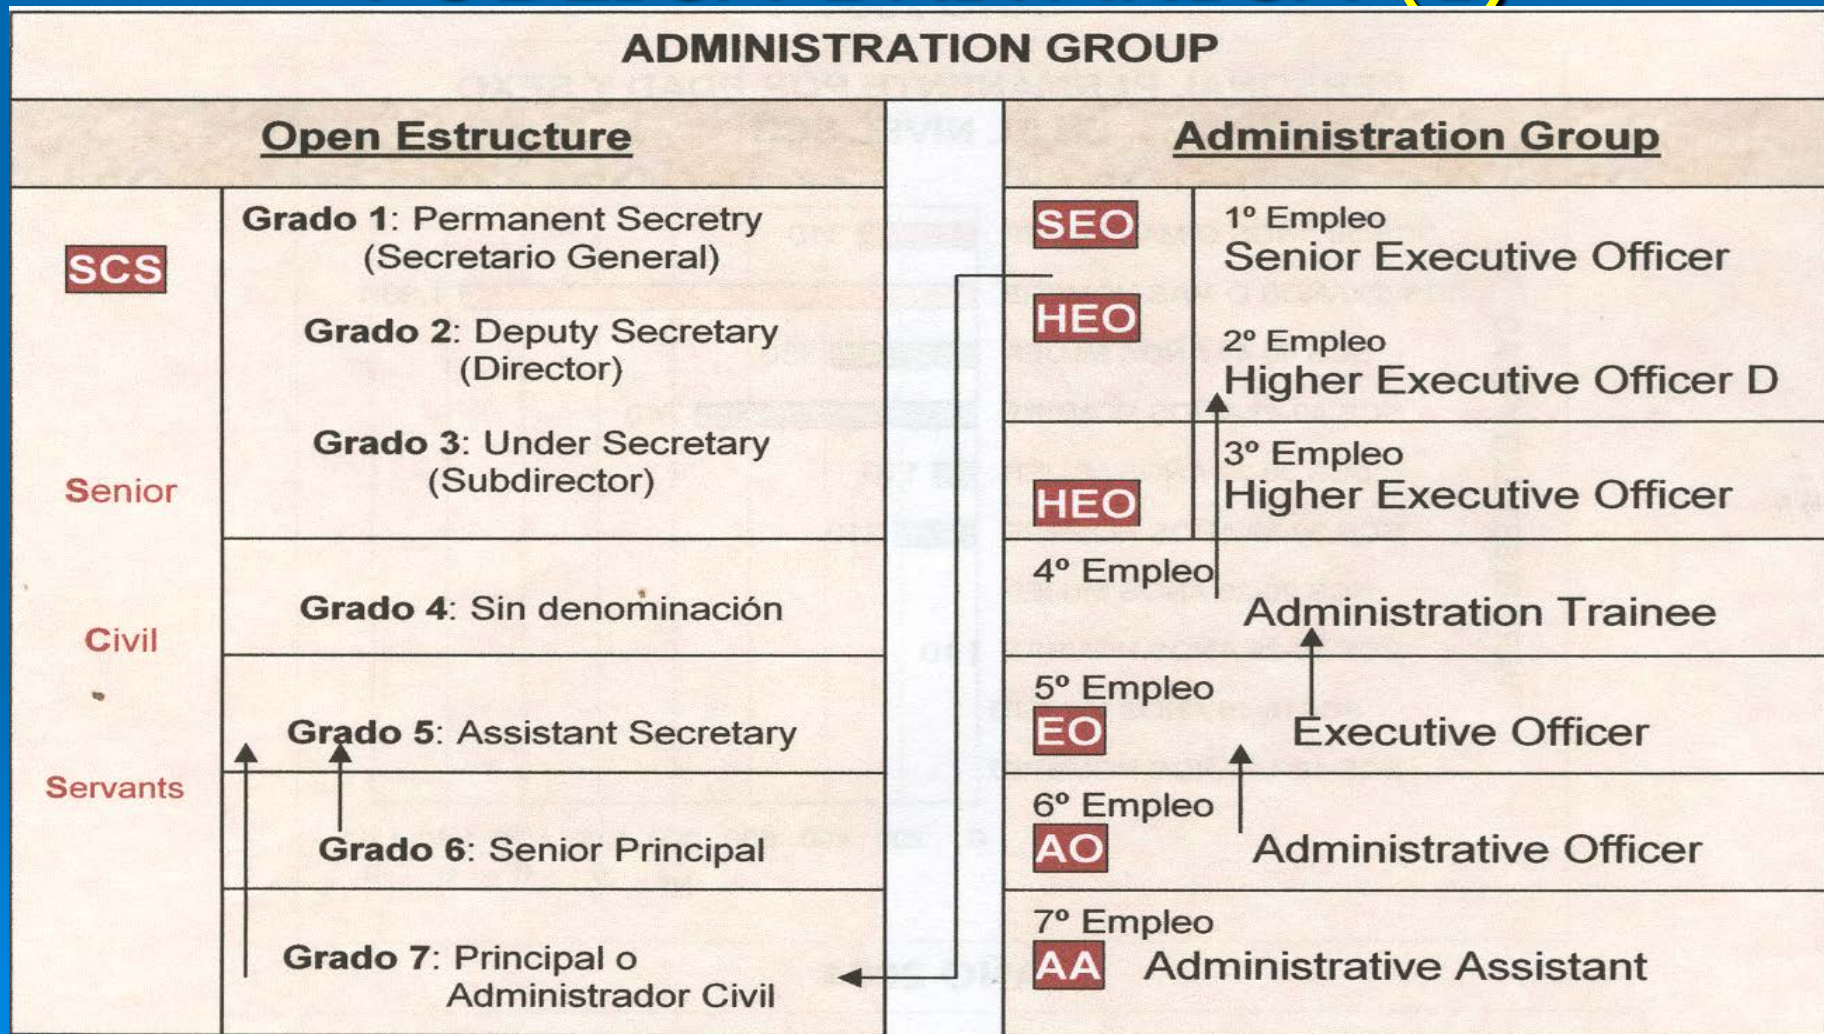 ADMINISTRATION GROUP
Open Estructure
SCS
Senior
Civil
Servants
Grado 1: Permanent Secretry
(Secretario General)
Grado 2: Deputy Secretary
(Director)
Grado 3: Under Secretary
(Subdirector)
Grado 4: Sin denominación
Grado 5: Assistant Secretary
Grado 6: Senior Principal
Grado 7: Principal o
Administrador Civil
Administration Group
SEO
1º Empleo
Senior Executive Officer
HEO
2º Empleo
Higher Executive Officer D
3º Empleo
HEO
Higher Executive Officer
4º Empleo
Administration Trainee
5º Empleo
EO
Executive Officer
6º Empleo
AO
Administrative Officer
7º Empleo
AA
Administrative Assistant